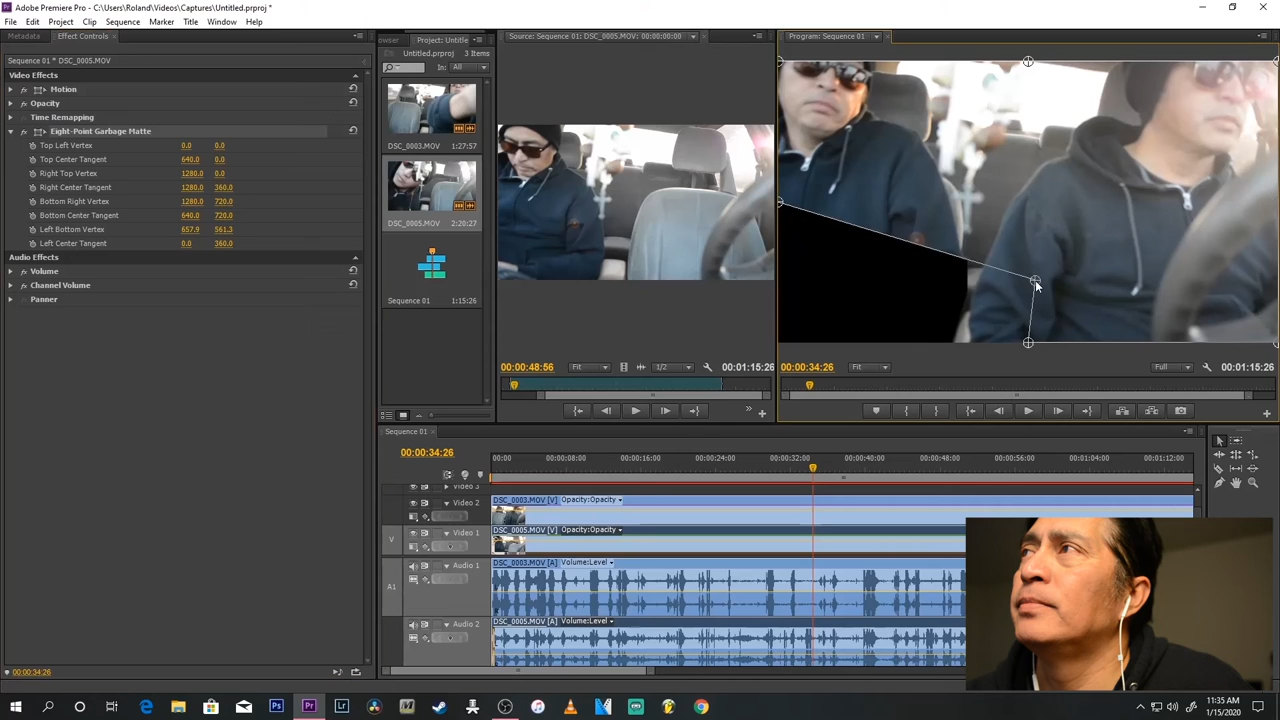 Adobe Premiere Pro - C:\Users\Roland\Videos\Captures\Untitled.prproj *
File Edit Project Clip Sequence Marker Title Window Help
Metadata Effect Controls
Sequence 01 * DSC_0005.MOV
Video Effects
Motion
Opacity
Time Remapping
Eight-Point Garbage Matte
Top Left Vertex 0.0 0.0
Top Center Tangent 640.0 0.0
Right Top Vertex 1280.0 0.0
Right Center Tangent 1280.0 360.0
Bottom Right Vertex 1280.0 720.0
Bottom Center Tangent 640.0 720.0
Left Bottom Vertex 657.9 561.3
Left Center Tangent 0.0 360.0
Audio Effects
Volume
Channel Volume
Panner
00:00:34:26
owser Project: Untitle
Untitled.prproj 3 Items
In: All
DSC_0003.MOV 1:27:57
DSC_0005.MOV 2:20:27
Sequence 01 1:15:26
Source: Sequence 01: DSC_0005.MOV: 00:00:00:00
00:00:48:56 Fit 1/2 00:01:15:26
Program: Sequence 01
00:00:34:26 Fit Full 00:01:15:26
Sequence 01
00:00:34:26
00:00 00:00:08:00 00:00:16:00 00:00:24:00 00:00:32:00 00:00:40:00 00:00:48:00 00:00:56:00 00:01:04:00 00:01:12:00
Video 3
Video 2 DSC_0003.MOV [V] Opacity:Opacity
V Video 1 DSC_0005.MOV [V] Opacity:Opacity
A1 Audio 1 DSC_0003.MOV [A] Volume:Level
Audio 2 DSC_0005.MOV [A] Volume:Level
11:35 AM
1/15/2020